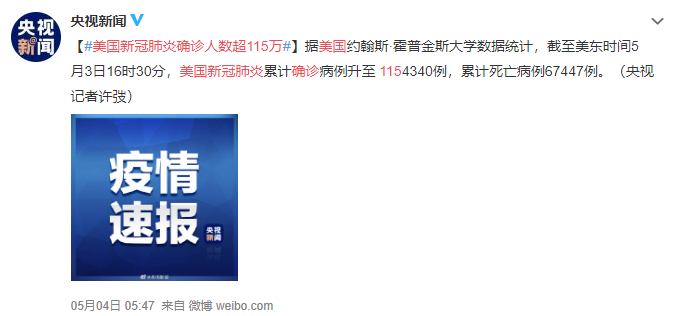 央视
新闻
央视新闻
【#美国新冠肺炎确诊人数超115万#】据美国约翰斯·霍普金斯大学数据统计，截至美东时间5
月3日16时30分，美国新冠肺炎累计确诊病例升至 1154340例，累计死亡病例67447例。（央视
记者许弢）
疫情
速报
央视
新闻
05月04日 05:47 来自 微博 weibo.com